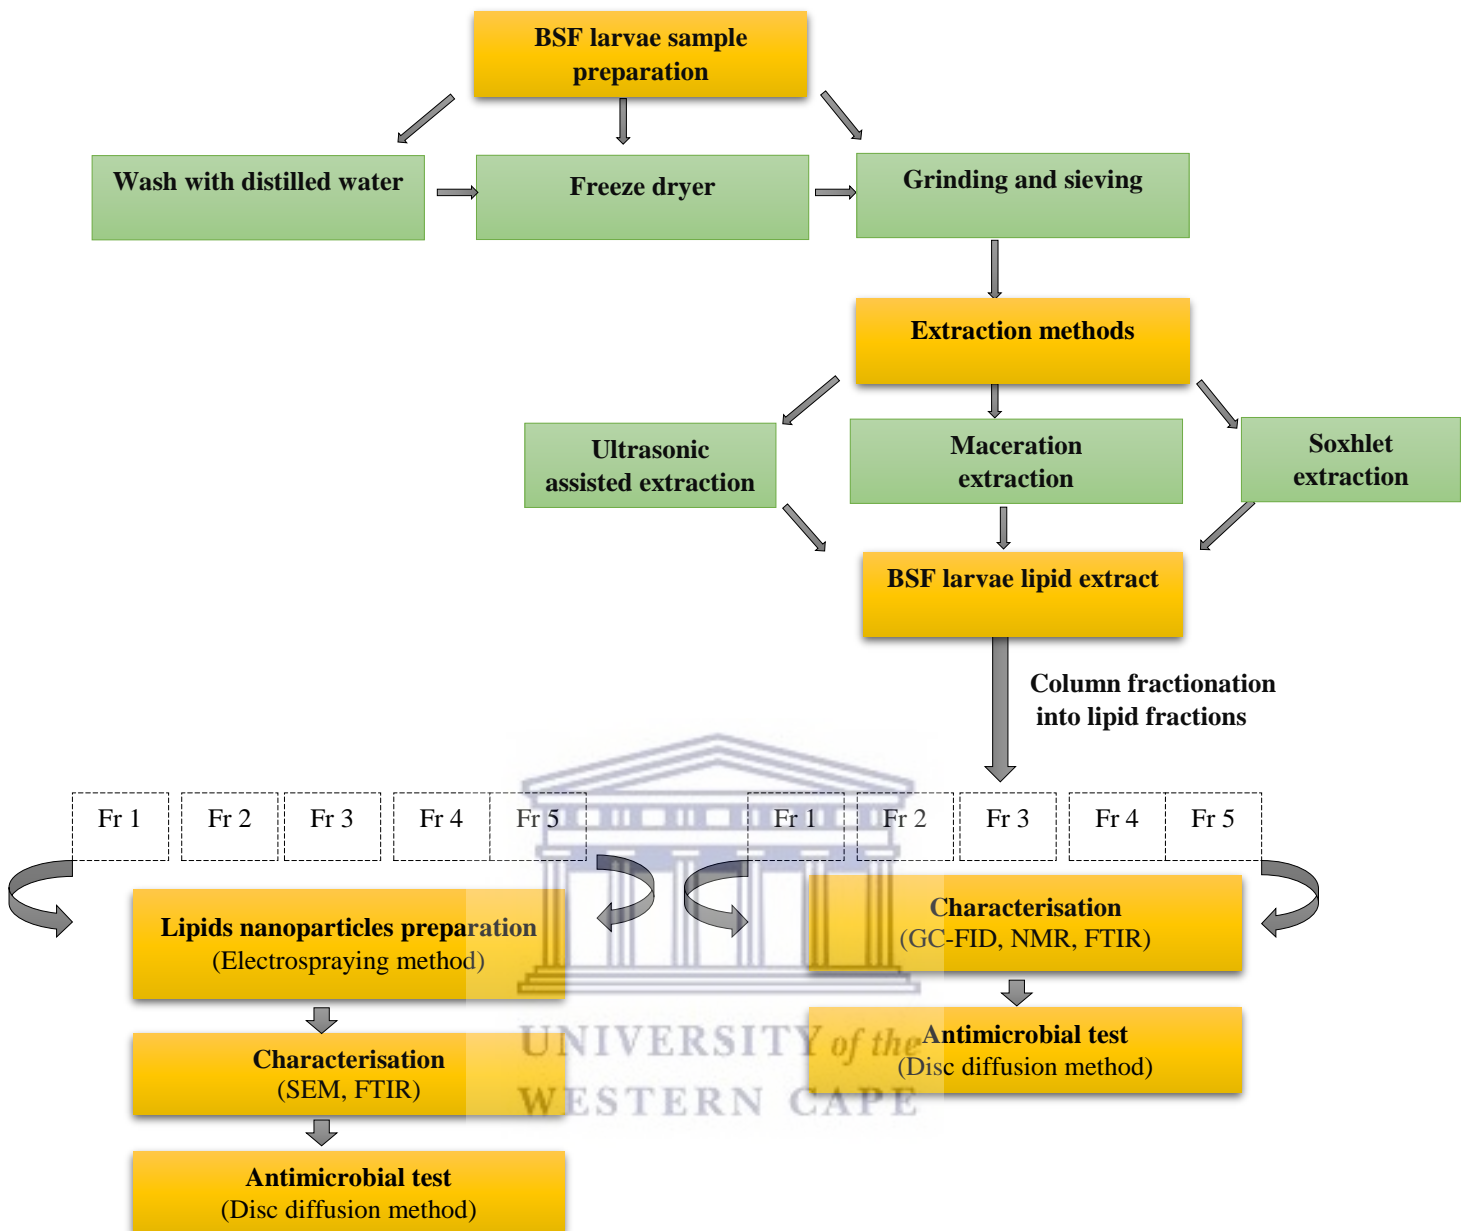 BSF larvae sample
preparation
Wash with distilled water
Freeze dryer
Grinding and sieving
Extraction methods
Ultrasonic
assisted extraction
Maceration
extraction
Soxhlet
extraction
BSF larvae lipid extract
Column fractionation
into lipid fractions
Fr 1
Fr 2
Fr 3
Fr 4
Fr 5
Fr 1
Fr 2
Fr 3
Fr 4
Fr 5
Lipids nanoparticles preparation
(Electrospraying method)
Characterisation
(SEM, FTIR)
Antimicrobial test
(Disc diffusion method)
Characterisation
(GC-FID, NMR, FTIR)
Antimicrobial test
(Disc diffusion method)
UNIVERSITY of the
WESTERN CAPE